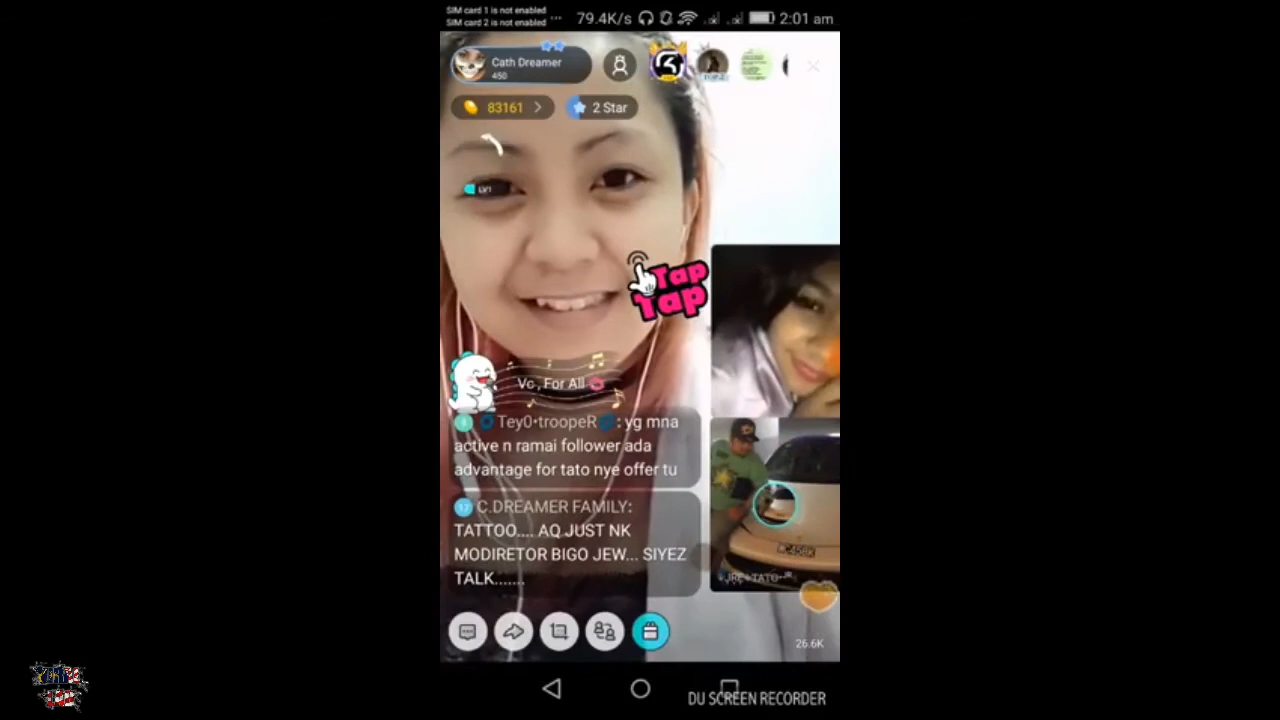 SIM card 1 is not enabled
SIM card 2 is not enabled
... 79.4K/s 2:01 am
Cath Dreamer
450
83161 > 2 Star
LV1
Tap
Tap
Vc , For All
9 Tey0•troopeR : yg mna
active n ramai follower ada
advantage for tato nye offer tu
17 C.DREAMER FAMILY:
TATTOO.... AQ JUST NK
MODIRETOR BIGO JEW... SIYEZ
TALK.......
26.6K
DU SCREEN RECORDER